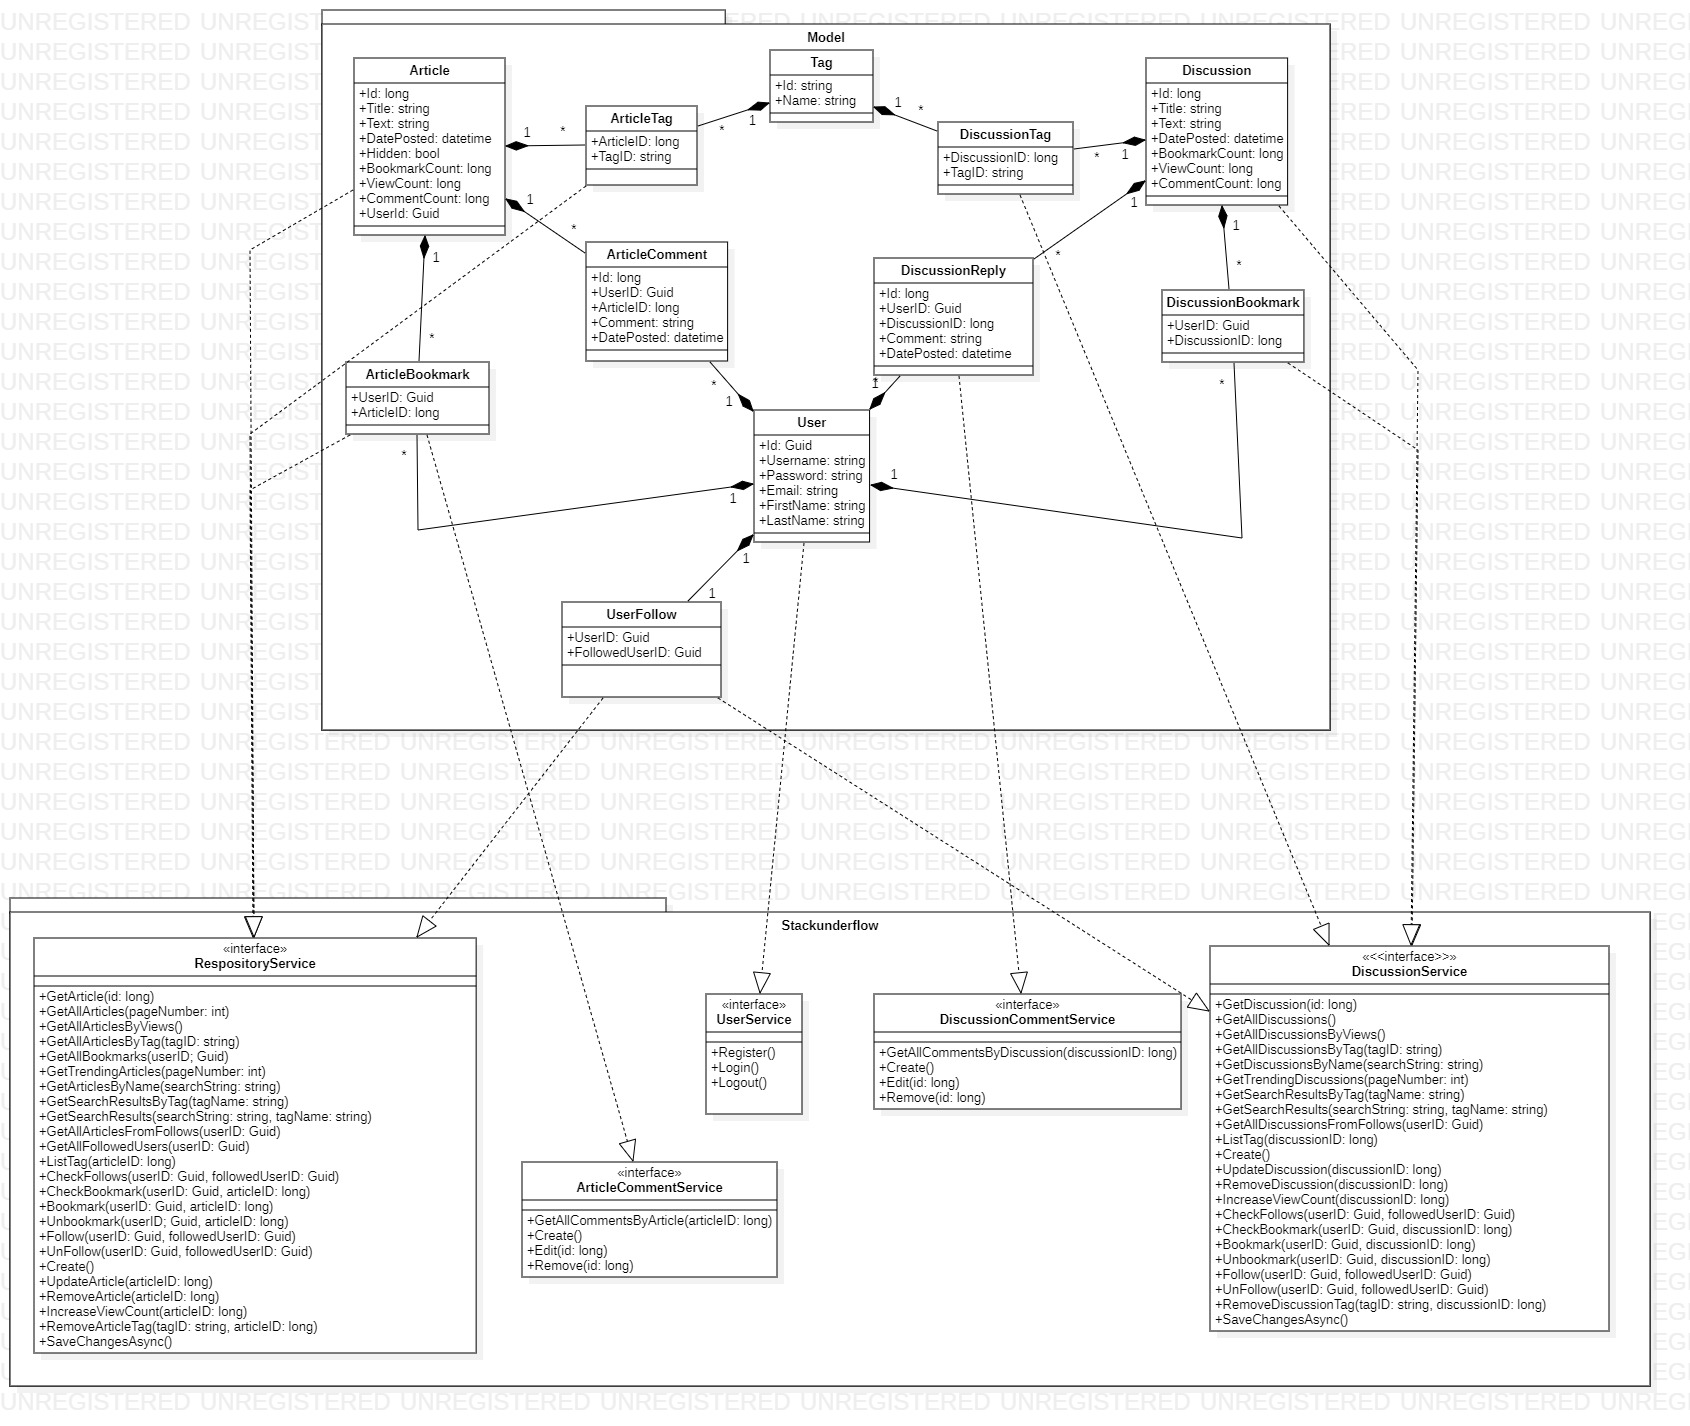 Model
Article
+Id: long
+Title: string
+Text: string
+DatePosted: datetime
+Hidden: bool
+BookmarkCount: long
+ViewCount: long
+CommentCount: long
+UserId: Guid
ArticleTag
+ArticleID: long
+TagID: string
Tag
+Id: string
+Name: string
DiscussionTag
+DiscussionID: long
+TagID: string
Discussion
+Id: long
+Title: string
+Text: string
+DatePosted: datetime
+BookmarkCount: long
+ViewCount: long
+CommentCount: long
1 *
* 1
1 *
* 1
1
*
1
*
1
*
1
*
ArticleComment
+Id: long
+UserID: Guid
+ArticleID: long
+Comment: string
+DatePosted: datetime
DiscussionReply
+Id: long
+UserID: Guid
+DiscussionID: long
+Comment: string
+DatePosted: datetime
DiscussionBookmark
+UserID: Guid
+DiscussionID: long
ArticleBookmark
+UserID: Guid
+ArticleID: long
*
1
*
1
User
+Id: Guid
+Username: string
+Password: string
+Email: string
+FirstName: string
+LastName: string
*
1
*
1
1
1
UserFollow
+UserID: Guid
+FollowedUserID: Guid
Stackunderflow
«interface»
RespositoryService
+GetArticle(id: long)
+GetAllArticles(pageNumber: int)
+GetAllArticlesByViews()
+GetAllArticlesByTag(tagID: string)
+GetAllBookmarks(userID; Guid)
+GetTrendingArticles(pageNumber: int)
+GetArticlesByName(searchString: string)
+GetSearchResultsByTag(tagName: string)
+GetSearchResults(searchString: string, tagName: string)
+GetAllArticlesFromFollows(userID: Guid)
+GetAllFollowedUsers(userID: Guid)
+ListTag(articleID: long)
+CheckFollows(userID: Guid, followedUserID: Guid)
+CheckBookmark(userID: Guid, articleID: long)
+Bookmark(userID: Guid, articleID: long)
+Unbookmark(userID; Guid, articleID: long)
+Follow(userID: Guid, followedUserID: Guid)
+UnFollow(userID: Guid, followedUserID: Guid)
+Create()
+UpdateArticle(articleID: long)
+RemoveArticle(articleID: long)
+IncreaseViewCount(articleID: long)
+RemoveArticleTag(tagID: string, articleID: long)
+SaveChangesAsync()
«interface»
ArticleCommentService
+GetAllCommentsByArticle(articleID: long)
+Create()
+Edit(id: long)
+Remove(id: long)
«interface»
UserService
+Register()
+Login()
+Logout()
«interface»
DiscussionCommentService
+GetAllCommentsByDiscussion(discussionID: long)
+Create()
+Edit(id: long)
+Remove(id: long)
«<<interface>>»
DiscussionService
+GetDiscussion(id: long)
+GetAllDiscussions()
+GetAllDiscussionsByViews()
+GetAllDiscussionsByTag(tagID: string)
+GetDiscussionsByName(searchString: string)
+GetTrendingDiscussions(pageNumber: int)
+GetSearchResultsByTag(tagName: string)
+GetSearchResults(searchString: string, tagName: string)
+GetAllDiscussionsFromFollows(userID: Guid)
+ListTag(discussionID: long)
+Create()
+UpdateDiscussion(discussionID: long)
+RemoveDiscussion(discussionID: long)
+IncreaseViewCount(discussionID: long)
+CheckFollows(userID: Guid, followedUserID: Guid)
+CheckBookmark(userID: Guid, discussionID: long)
+Bookmark(userID: Guid, discussionID: long)
+Unbookmark(userID: Guid, discussionID: long)
+Follow(userID: Guid, followedUserID: Guid)
+UnFollow(userID: Guid, followedUserID: Guid)
+RemoveDiscussionTag(tagID: string, discussionID: long)
+SaveChangesAsync()
UNREGISTERED